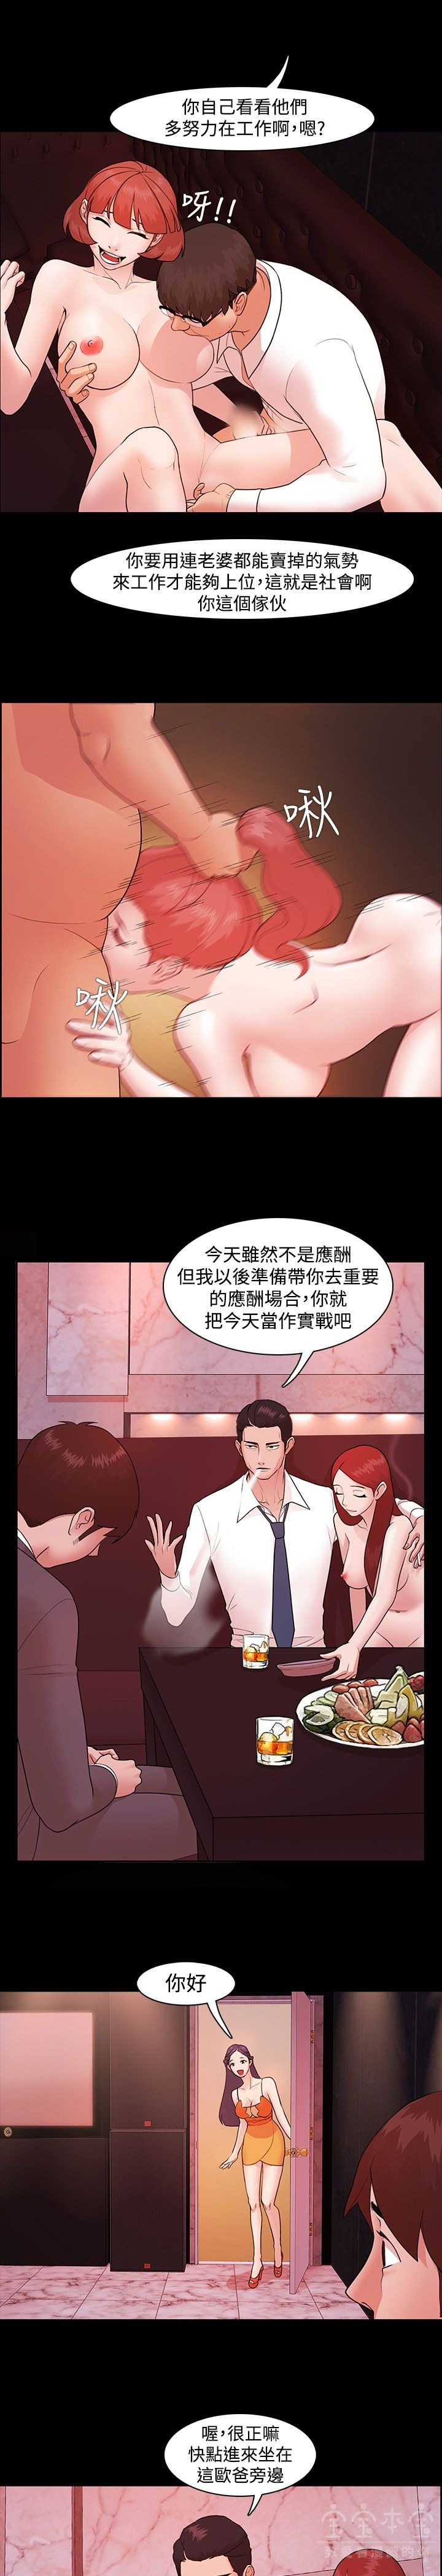 你自己看看他們
多努力在工作啊,嗯?
呀!!
你要用連老婆都能賣掉的氣勢
來工作才能夠上位,這就是社會啊
你這個傢伙
啾
啾
今天雖然不是應酬
但我以後準備帶你去重要
的應酬場合,你就
把今天當作實戰吧
你好
喔,很正嘛
快點進來坐在
這歐爸旁邊
宝宝本宝